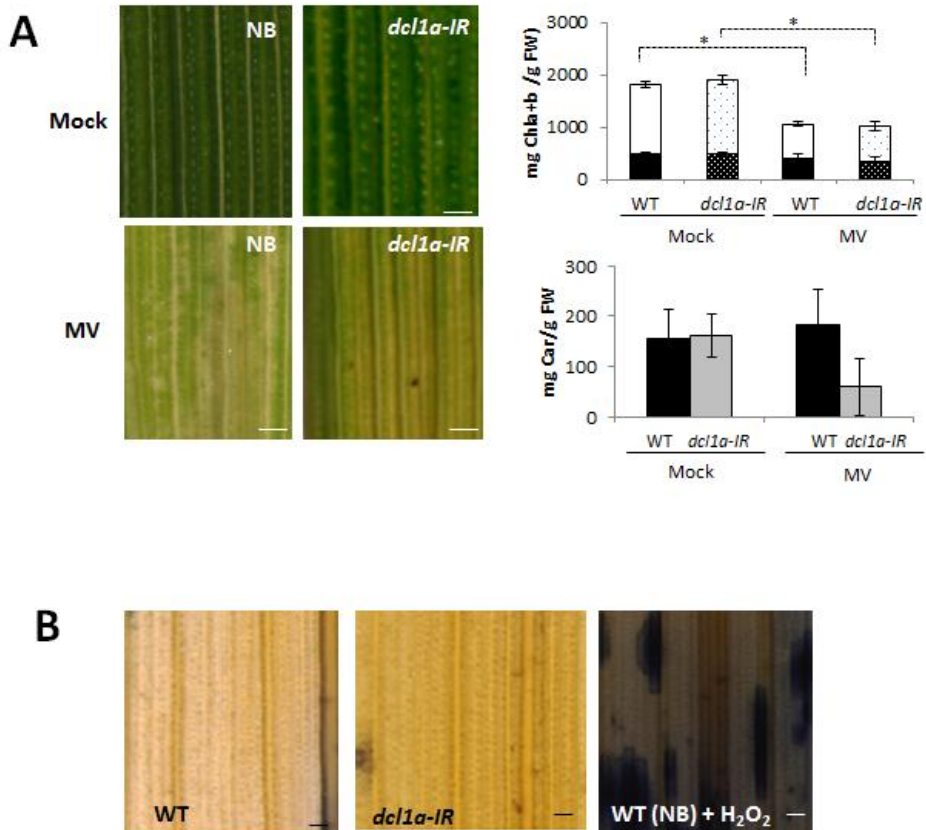 A
NB
dcl1a-IR
Mock
NB
dcl1a-IR
MV
mg Chla+b /g FW)
3000
2000
1000
0
*
*
WT dcl1a-IR WT dcl1a-IR
Mock MV
mg Car/g FW
300
200
100
0
WT dcl1a-IR WT dcl1a-IR
Mock MV
B
WT
dcl1a-IR
WT (NB) + H₂O₂